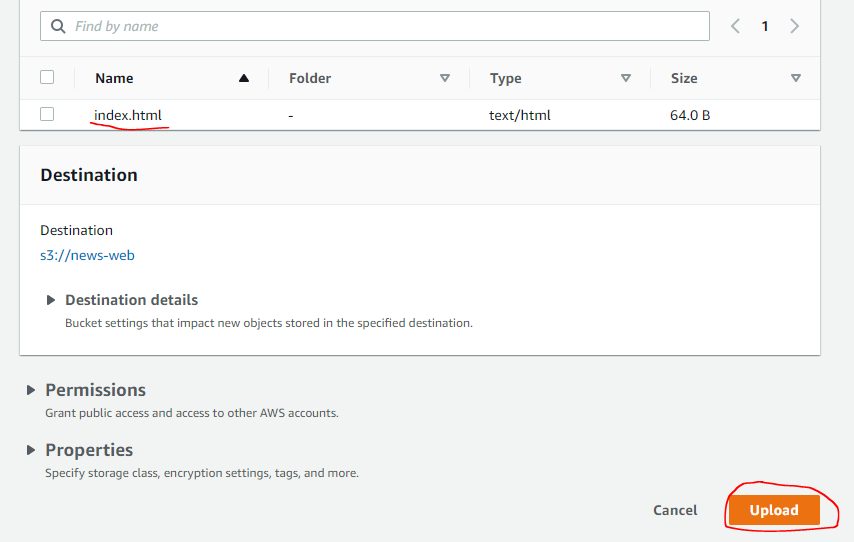 Find by name
1
Name Folder Type Size
index.html - text/html 64.0 B
Destination
Destination
s3://news-web
Destination details
Bucket settings that impact new objects stored in the specified destination.
Permissions
Grant public access and access to other AWS accounts.
Properties
Specify storage class, encryption settings, tags, and more.
Cancel Upload